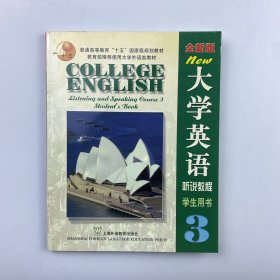 普通高等教育“十五”国家级规划教材
教育部推荐使用大学外语类教材
COLLEGE
ENGLISH
Listening and Speaking Course 3
Student's Book
全新版
New
大学英语
听说教程
学生用书
3
上海外语教育出版社
SHANGHAI FOREIGN LANGUAGE EDUCATION PRESS